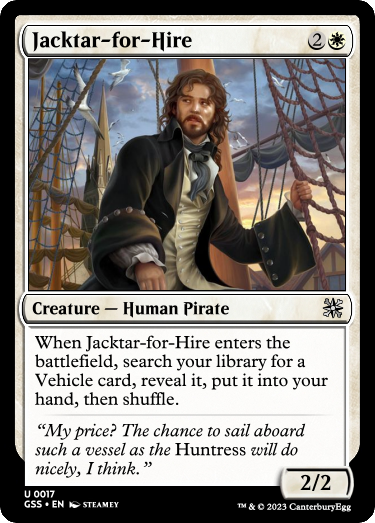 Jacktar-for-Hire 2
Creature — Human Pirate
When Jacktar-for-Hire enters the
battlefield, search your library for a
Vehicle card, reveal it, put it into your
hand, then shuffle.
“My price? The chance to sail aboard
such a vessel as the Huntress will do
nicely, I think.”
2/2
U 0017
GSS • EN STEAMEY
™ & © 2023 CanterburyEgg